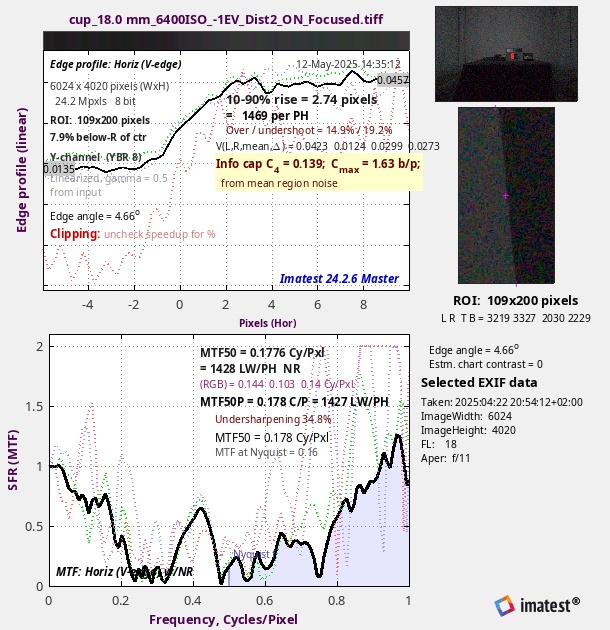 cup_18.0 mm_6400ISO_-1EV_Dist2_ON_Focused.tiff
Edge profile: Horiz (V-edge)
12-May-2025 14:35:12
6024 x 4020 pixels (WxH)
24.2 Mpxls   8 bit
0.0457
10-90% rise = 2.74 pixels
=   1469 per PH
ROI:  109x200 pixels
7.9% below-R of ctr
Over / undershoot = 14.9% / 19.2%
V(L,R,mean,Δ) = 0.0423  0.0124  0.0299  0.0273
Y-channel  (YBR 8)
0.0135
Info cap C4 = 0.139;  Cmax = 1.63 b/p;
from mean region noise
Linearized, gamma = 0.5
from input
Edge angle = 4.66o
Clipping: uncheck speedup for %
Imatest 24.2.6 Master
Edge profile (linear)
-4 -2 0 2 4 6 8
Pixels (Hor)
ROI:  109x200 pixels
L R  T B = 3219 3327  2030 2229
Edge angle = 4.66o
Estm. chart contrast = 0
Selected EXIF data
Taken: 2025:04:22 20:54:12+02:00
ImageWidth:  6024
ImageHeight:  4020
FL:   18
Aper:  f/11
MTF50 = 0.1776 Cy/Pxl
= 1428 LW/PH  NR
(RGB) = 0.144  0.103  0.14 Cy/Pxl
MTF50P = 0.178 C/P = 1427 LW/PH
Undersharpening 34.8%
MTF50 = 0.178 Cy/Pxl
MTF at Nyquist = 0.16
SFR (MTF)
2
1.5
1
0.5
0
Nyquist f
MTF: Horiz (V-edge) w/NR
0 0.2 0.4 0.6 0.8 1
Frequency, Cycles/Pixel
imatest®